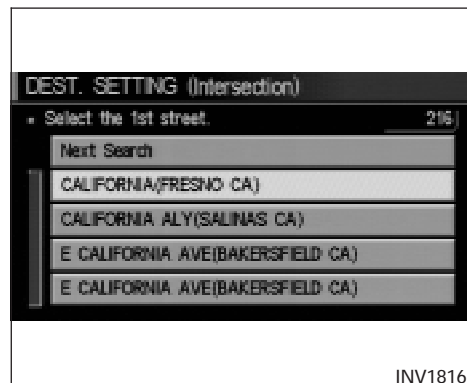 DEST. SETTING (Intersection)
Select the 1st street. 216
Next Search
CALIFORNIA(FRESNO CA)
CALIFORNIA ALY(SALINAS CA)
E CALIFORNIA AVE(BAKERSFIELD CA)
E CALIFORNIA AVE(BAKERSFIELD CA)
INV1816